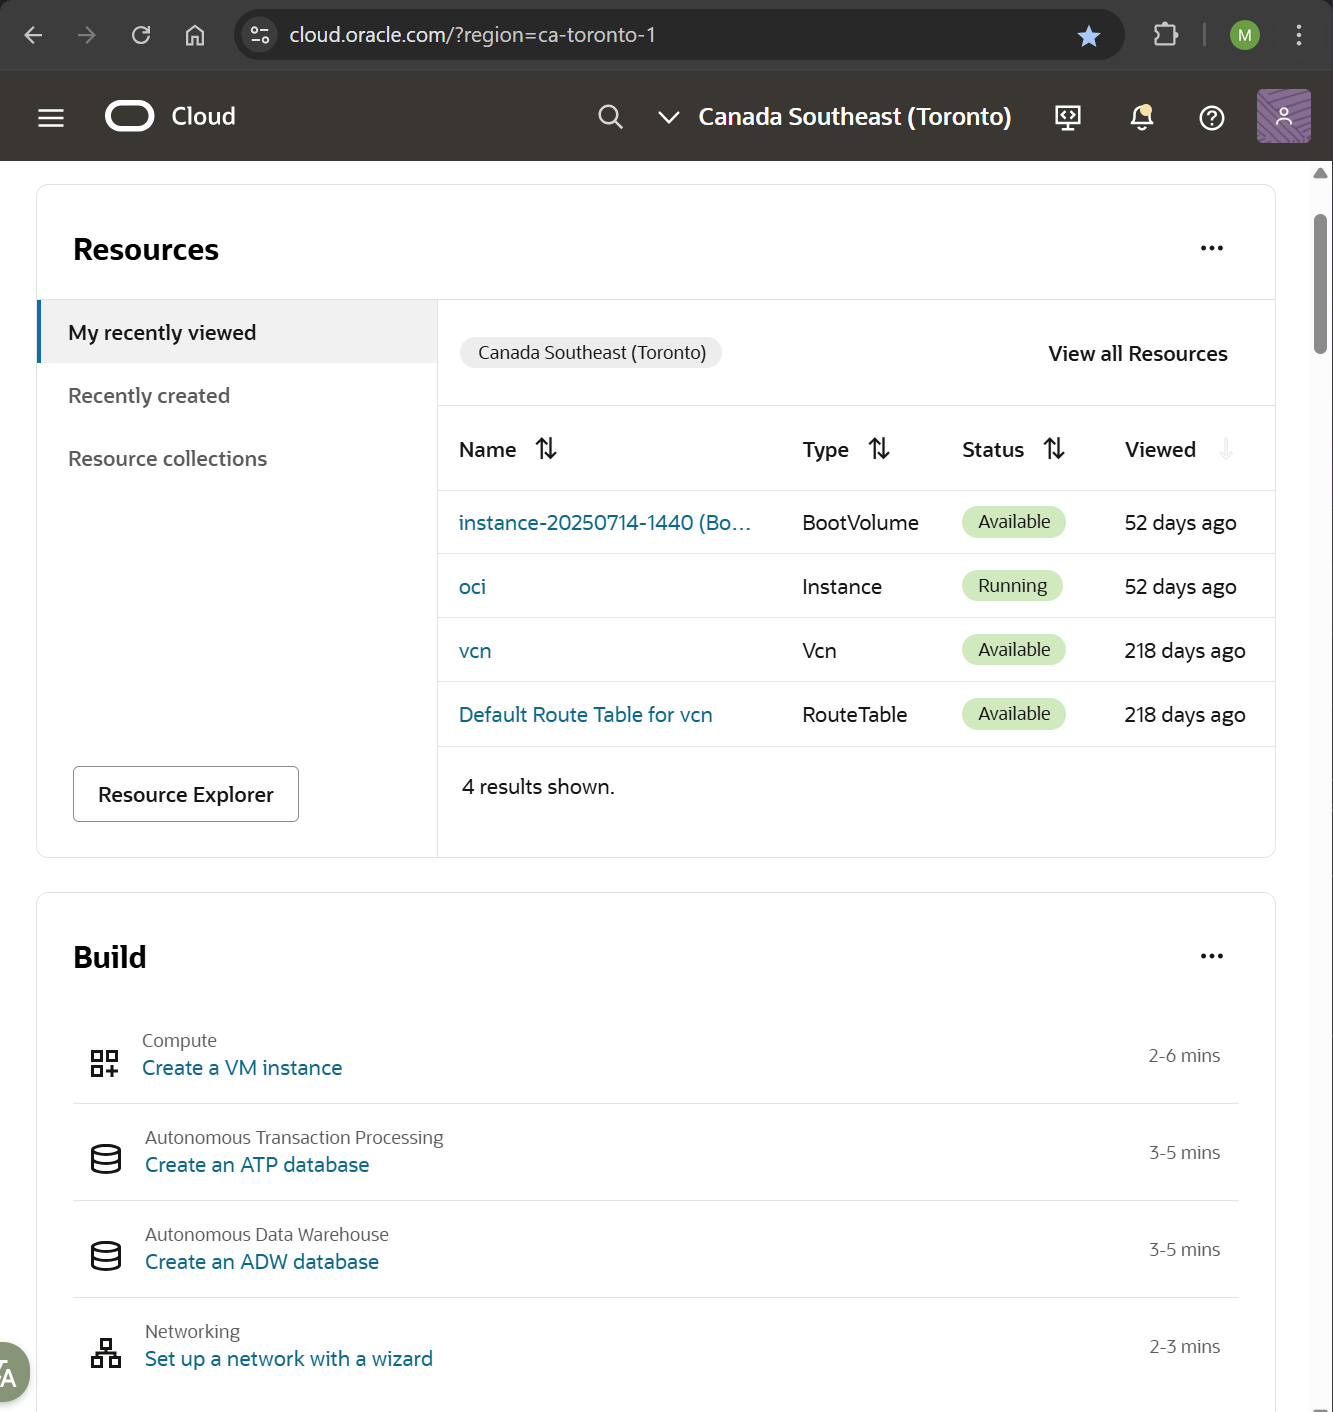 cloud.oracle.com/?region=ca-toronto-1
M
Cloud
Canada Southeast (Toronto)
Resources
My recently viewed
Recently created
Resource collections
Resource Explorer
Canada Southeast (Toronto)
View all Resources
Name Type Status Viewed
instance-20250714-1440 (Bo... BootVolume Available 52 days ago
oci Instance Running 52 days ago
vcn Vcn Available 218 days ago
Default Route Table for vcn RouteTable Available 218 days ago
4 results shown.
Build
Compute
Create a VM instance
2-6 mins
Autonomous Transaction Processing
Create an ATP database
3-5 mins
Autonomous Data Warehouse
Create an ADW database
3-5 mins
Networking
Set up a network with a wizard
2-3 mins
A